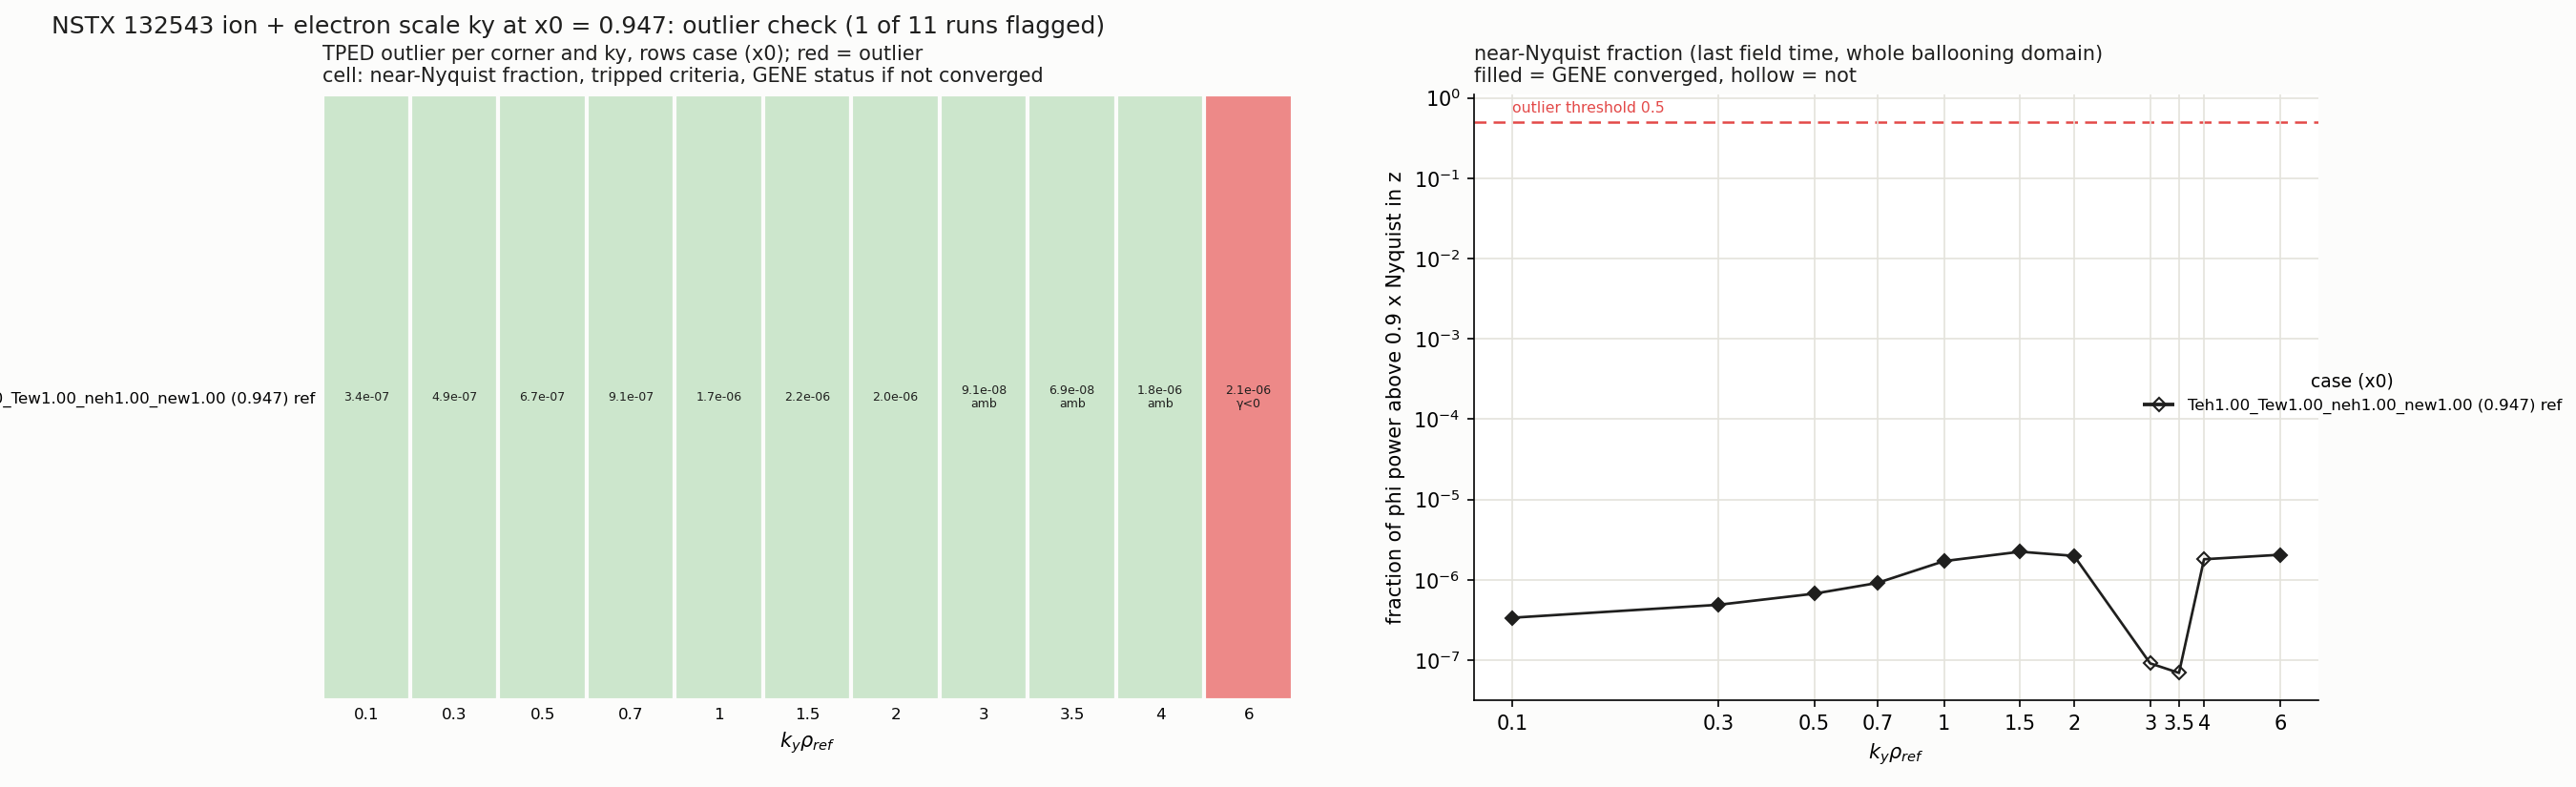 NSTX 132543 ion + electron scale ky at x0 = 0.947: outlier check (1 of 11 runs flagged)
TPED outlier per corner and ky, rows case (x0); red = outlier
cell: near-Nyquist fraction, tripped criteria, GENE status if not converged
0_Tew1.00_neh1.00_new1.00 (0.947) ref
3.4e-07
4.9e-07
6.7e-07
9.1e-07
1.7e-06
2.2e-06
2.0e-06
9.1e-08
amb
6.9e-08
amb
1.8e-06
amb
2.1e-06
γ<0
0.1 0.3 0.5 0.7 1 1.5 2 3 3.5 4 6
kyρref
near-Nyquist fraction (last field time, whole ballooning domain)
filled = GENE converged, hollow = not
outlier threshold 0.5
fraction of phi power above 0.9 x Nyquist in z
10⁰
10⁻¹
10⁻²
10⁻³
10⁻⁴
10⁻⁵
10⁻⁶
10⁻⁷
case (x0)
Teh1.00_Tew1.00_neh1.00_new1.00 (0.947) ref
0.1 0.3 0.5 0.7 1 1.5 2 3 3.5 4 6
kyρref